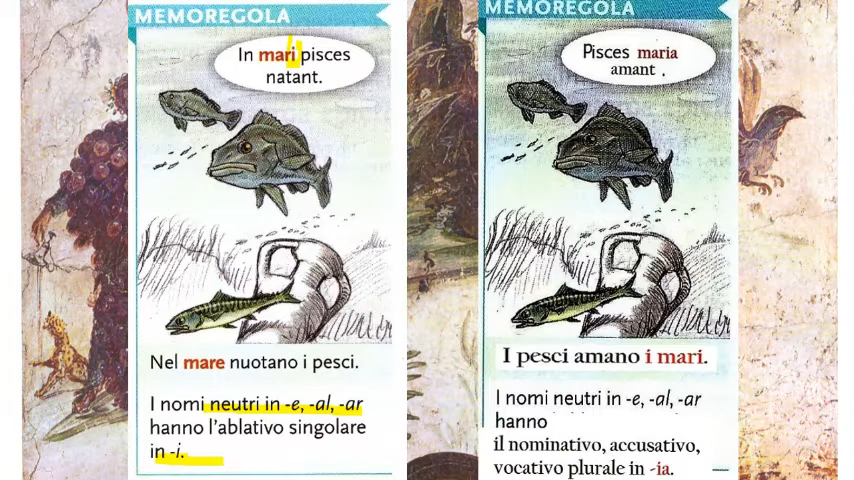 MEMOREGOLA
In mari pisces
natant.
Nel mare nuotano i pesci.
I nomi neutri in -e, -al, -ar
hanno l'ablativo singolare
in -i.
MEMOREGOLA
Pisces maria
amant .
I pesci amano i mari.
I nomi neutri in -e, -al, -ar
hanno
il nominativo, accusativo,
vocativo plurale in -ia.